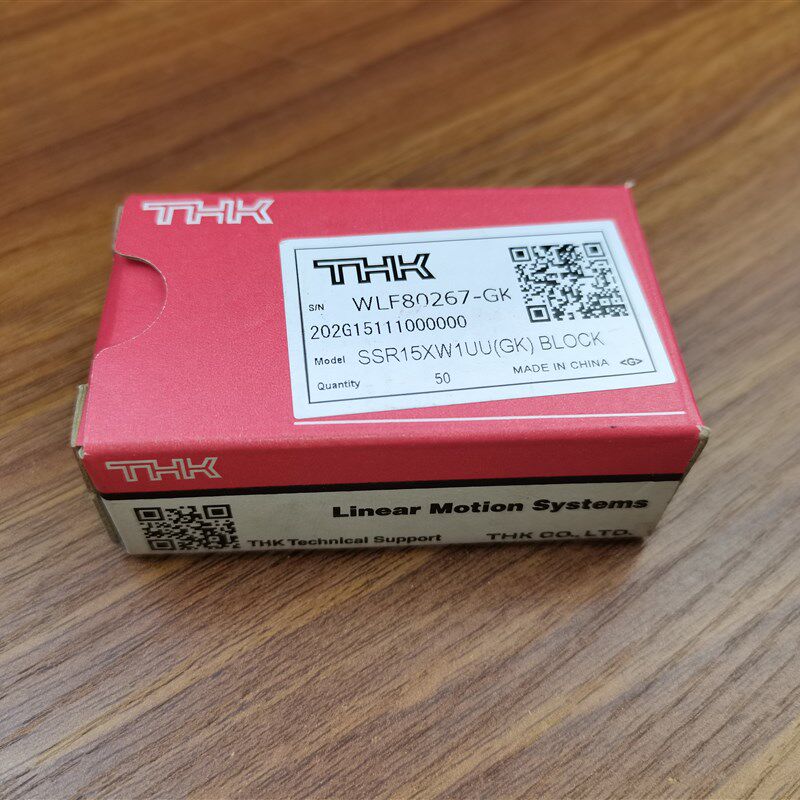 THK
THK
S/N WLF80267-GK
202G15111000000
Model SSR15XW1UU(GK) BLOCK
Quantity 50 MADE IN CHINA <G>
THK
Linear Motion Systems
THK Technical Support THK CO., LTD.